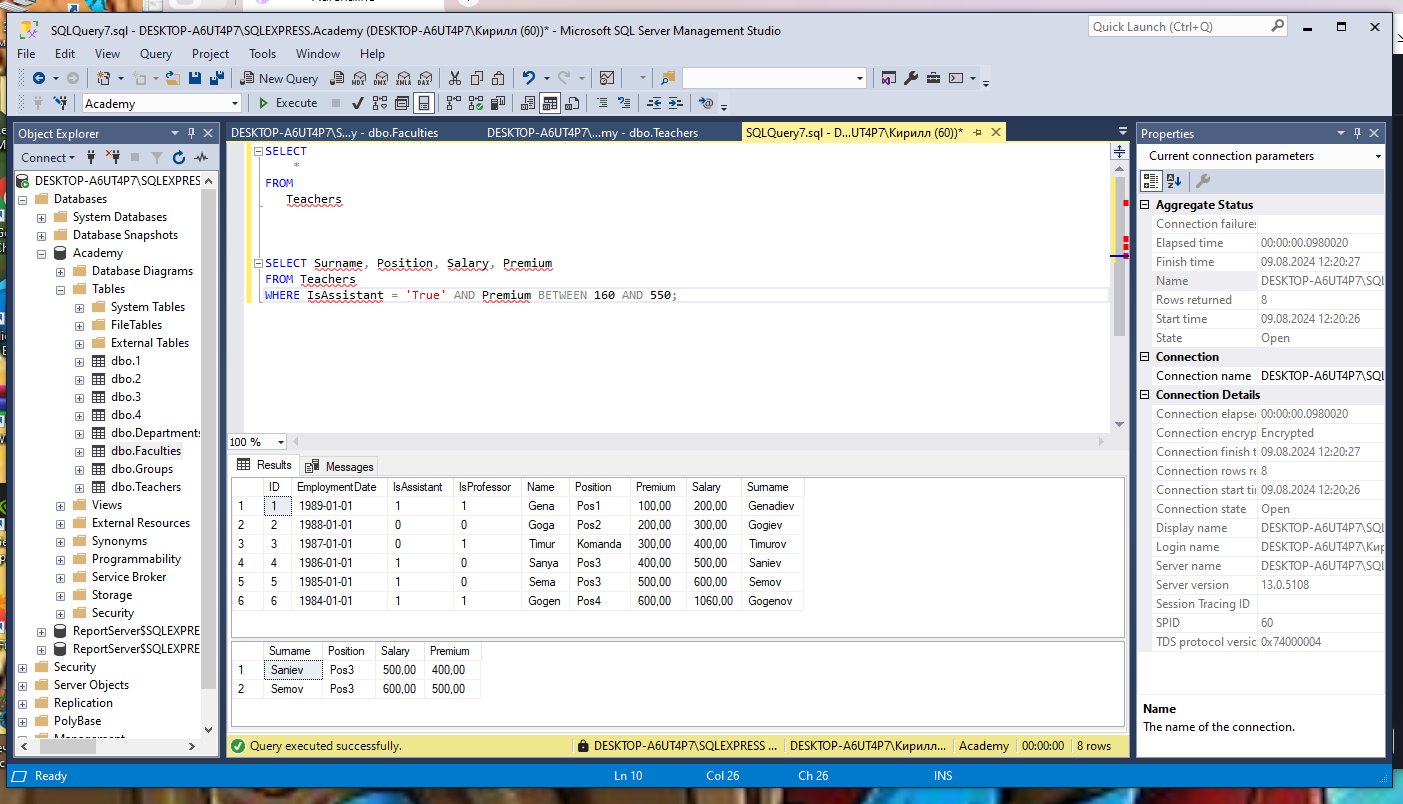 SQLQuery7.sql - DESKTOP-A6UT4P7\SQLEXPRESS.Academy (DESKTOP-A6UT4P7\Кирилл (60))* - Microsoft SQL Server Management Studio
Quick Launch (Ctrl+Q)
File Edit View Query Project Tools Window Help
New Query
MDX DMX XMLA DAX
Academy Execute
Object Explorer
Connect
DESKTOP-A6UT4P7\SQLEXPRES
Databases
System Databases
Database Snapshots
Academy
Database Diagrams
Tables
System Tables
FileTables
External Tables
dbo.1
dbo.2
dbo.3
dbo.4
dbo.Departments
dbo.Faculties
dbo.Groups
dbo.Teachers
Views
External Resources
Synonyms
Programmability
Service Broker
Storage
Security
ReportServer$SQLEXPRE
ReportServer$SQLEXPRE
Security
Server Objects
Replication
PolyBase
Management
DESKTOP-A6UT4P7\S...y - dbo.Faculties DESKTOP-A6UT4P7\...my - dbo.Teachers SQLQuery7.sql - D...UT4P7\Кирилл (60))*
SELECT
*
FROM
Teachers
SELECT Surname, Position, Salary, Premium
FROM Teachers
WHERE IsAssistant = 'True' AND Premium BETWEEN 160 AND 550;
100 %
Results Messages
ID EmploymentDate IsAssistant IsProfessor Name Position Premium Salary Surname
1 1 1989-01-01 1 1 Gena Pos1 100,00 200,00 Genadiev
2 2 1988-01-01 0 0 Goga Pos2 200,00 300,00 Gogiev
3 3 1987-01-01 0 1 Timur Komanda 300,00 400,00 Timurov
4 4 1986-01-01 1 0 Sanya Pos3 400,00 500,00 Saniev
5 5 1985-01-01 1 0 Sema Pos3 500,00 600,00 Semov
6 6 1984-01-01 1 1 Gogen Pos4 600,00 1060,00 Gogenov
Surname Position Salary Premium
1 Saniev Pos3 500,00 400,00
2 Semov Pos3 600,00 500,00
Query executed successfully. DESKTOP-A6UT4P7\SQLEXPRESS ... DESKTOP-A6UT4P7\Кирилл... Academy 00:00:00 8 rows
Properties
Current connection parameters
Aggregate Status
Connection failures
Elapsed time 00:00:00.0980020
Finish time 09.08.2024 12:20:27
Name DESKTOP-A6UT4P7\SQL
Rows returned 8
Start time 09.08.2024 12:20:26
State Open
Connection
Connection name DESKTOP-A6UT4P7\SQL
Connection Details
Connection elapse 00:00:00.0980020
Connection encryp Encrypted
Connection finish t 09.08.2024 12:20:27
Connection rows re 8
Connection start ti 09.08.2024 12:20:26
Connection state Open
Display name DESKTOP-A6UT4P7\SQL
Login name DESKTOP-A6UT4P7\Кир
Server name DESKTOP-A6UT4P7\SQL
Server version 13.0.5108
Session Tracing ID
SPID 60
TDS protocol versic 0x74000004
Name
The name of the connection.
Ready Ln 10 Col 26 Ch 26 INS